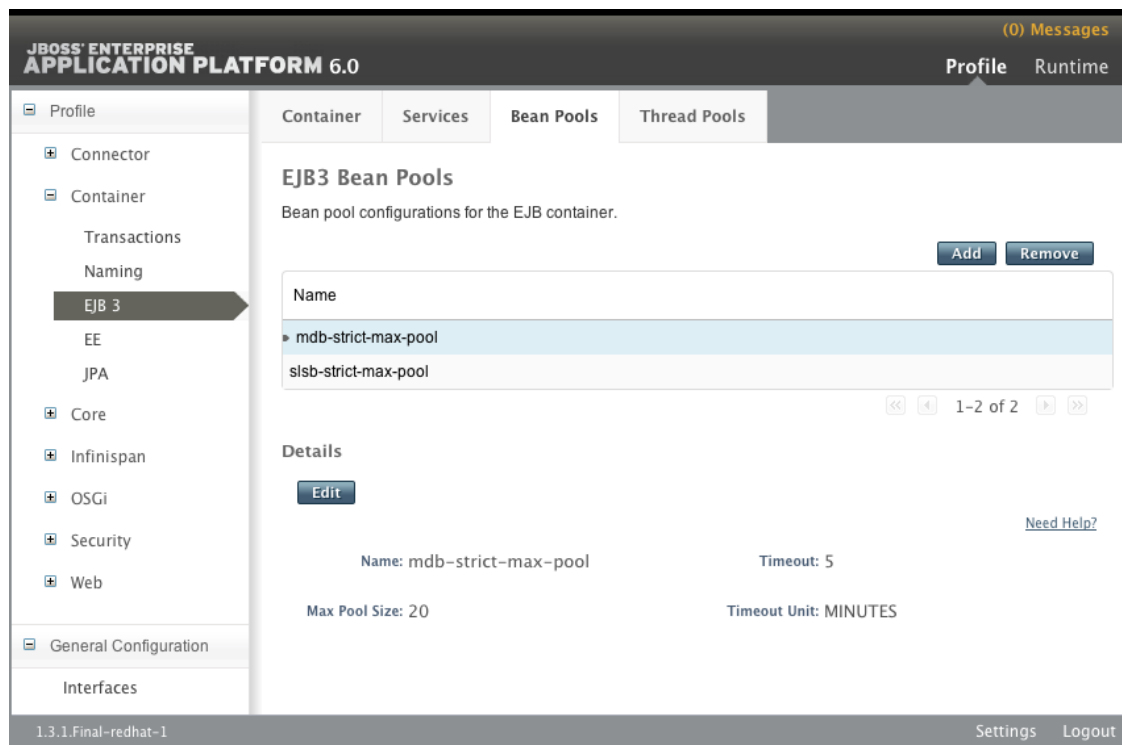 (0) Messages
JBOSS® ENTERPRISE
APPLICATION PLATFORM 6.0
Profile Runtime
Profile
Connector
Container
Transactions
Naming
EJB 3
EE
JPA
Core
Infinispan
OSGi
Security
Web
General Configuration
Interfaces
Container Services Bean Pools Thread Pools
EJB3 Bean Pools
Bean pool configurations for the EJB container.
Add Remove
Name
mdb-strict-max-pool
slsb-strict-max-pool
1-2 of 2
Details
Edit
Need Help?
Name: mdb-strict-max-pool Timeout: 5
Max Pool Size: 20 Timeout Unit: MINUTES
1.3.1.Final-redhat-1 Settings Logout